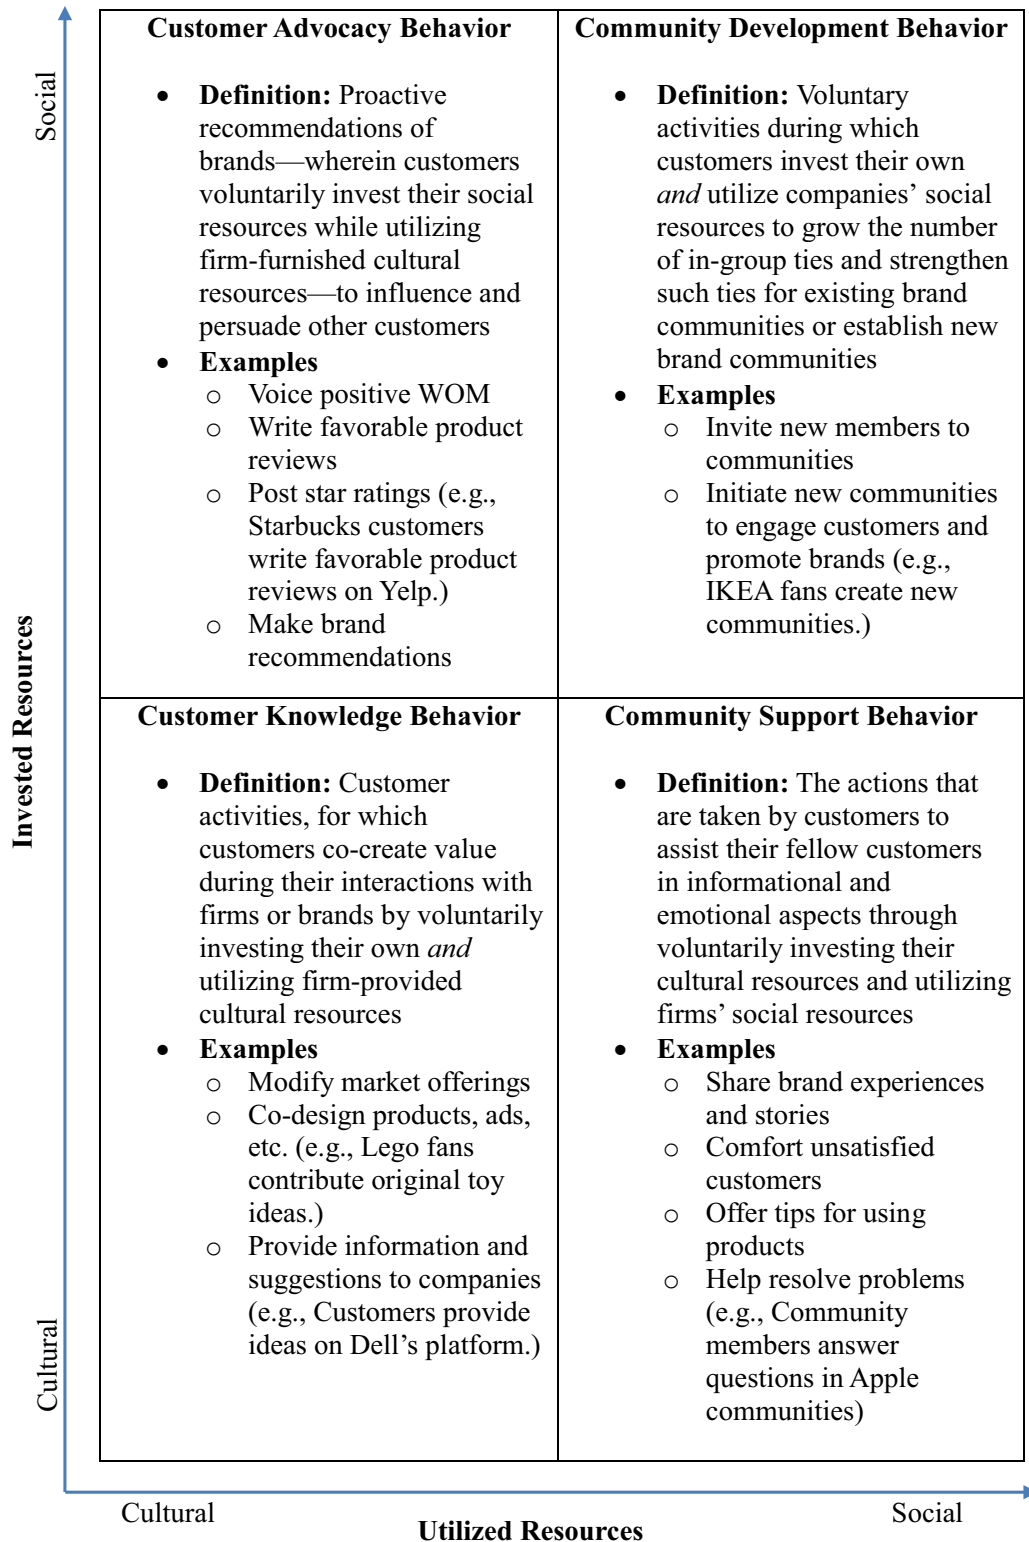 Customer Advocacy Behavior
• Definition: Proactive
recommendations of
brands—wherein customers
voluntarily invest their social
resources while utilizing
firm-furnished cultural
resources—to influence and
persuade other customers
• Examples
o Voice positive WOM
o Write favorable product
reviews
o Post star ratings (e.g.,
Starbucks customers
write favorable product
reviews on Yelp.)
o Make brand
recommendations
Community Development Behavior
• Definition: Voluntary
activities during which
customers invest their own
and utilize companies’ social
resources to grow the number
of in-group ties and strengthen
such ties for existing brand
communities or establish new
brand communities
• Examples
o Invite new members to
communities
o Initiate new communities
to engage customers and
promote brands (e.g.,
IKEA fans create new
communities.)
Customer Knowledge Behavior
• Definition: Customer
activities, for which
customers co-create value
during their interactions with
firms or brands by voluntarily
investing their own and
utilizing firm-provided
cultural resources
• Examples
o Modify market offerings
o Co-design products, ads,
etc. (e.g., Lego fans
contribute original toy
ideas.)
o Provide information and
suggestions to companies
(e.g., Customers provide
ideas on Dell’s platform.)
Community Support Behavior
• Definition: The actions that
are taken by customers to
assist their fellow customers
in informational and
emotional aspects through
voluntarily investing their
cultural resources and utilizing
firms’ social resources
• Examples
o Share brand experiences
and stories
o Comfort unsatisfied
customers
o Offer tips for using
products
o Help resolve problems
(e.g., Community
members answer
questions in Apple
communities)
Social
Invested Resources
Cultural
Cultural
Social
Utilized Resources